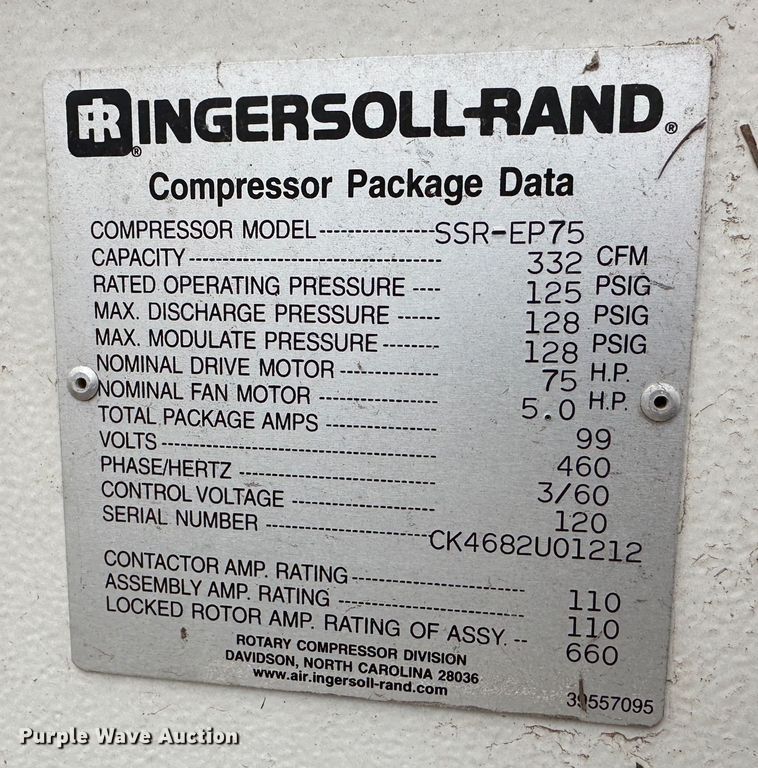 IR® INGERSOLL-RAND®
Compressor Package Data
COMPRESSOR MODEL ---------------- SSR-EP75
CAPACITY ---------------- 332 CFM
RATED OPERATING PRESSURE ---- 125 PSIG
MAX. DISCHARGE PRESSURE ------ 128 PSIG
MAX. MODULATE PRESSURE -------- 128 PSIG
NOMINAL DRIVE MOTOR ---------------- 75 H.P.
NOMINAL FAN MOTOR ---------------- 5.0 H.P.
TOTAL PACKAGE AMPS ---------------- 99
VOLTS ---------------- 460
PHASE/HERTZ ---------------- 3/60
CONTROL VOLTAGE ---------------- 120
SERIAL NUMBER ---------------- CK4682U01212
CONTACTOR AMP. RATING ---------------- 110
ASSEMBLY AMP. RATING ---------------- 110
LOCKED ROTOR AMP. RATING OF ASSY. -- 660
ROTARY COMPRESSOR DIVISION
DAVIDSON, NORTH CAROLINA 28036
www.air.ingersoll-rand.com
39557095
Purple Wave Auction